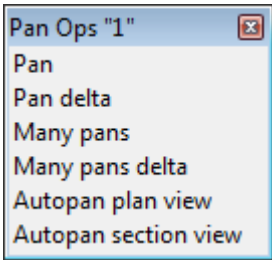 Pan Ops "1"
Pan
Pan delta
Many pans
Many pans delta
Autopan plan view
Autopan section view